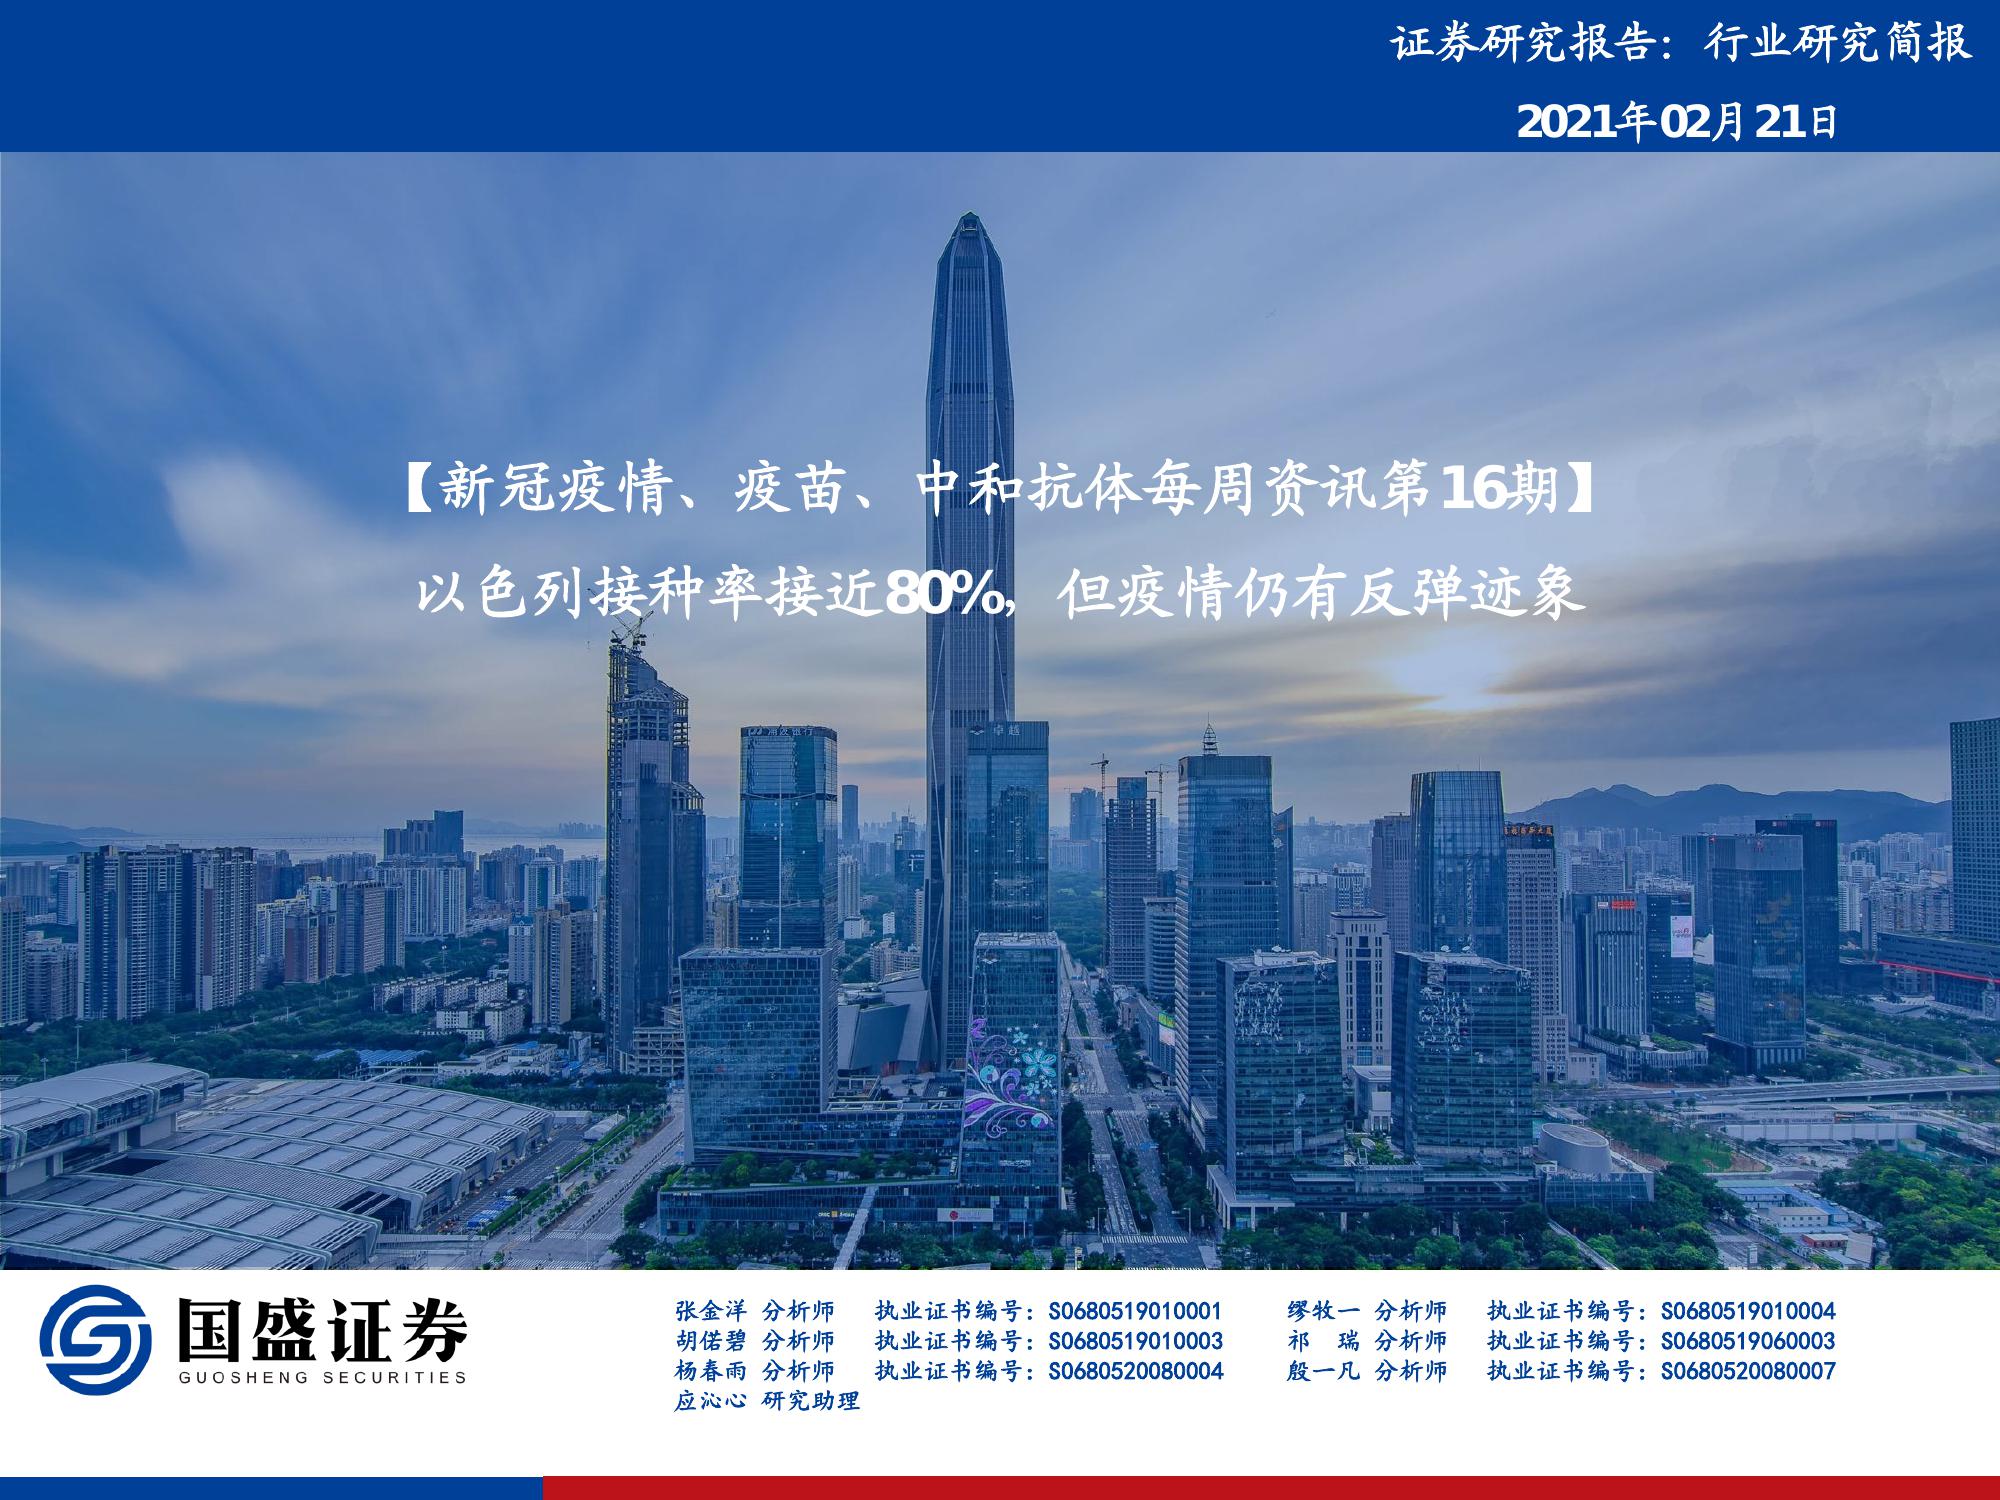 证券研究报告：行业研究简报
2021年02月21日
【新冠疫情、疫苗、中和抗体每周资讯第16期】
以色列接种率接近80%，但疫情仍有反弹迹象
卓越
国盛证券
GUOSHENG SECURITIES
张金洋 分析师 执业证书编号：S0680519010001 缪牧一 分析师 执业证书编号：S0680519010004
胡偌碧 分析师 执业证书编号：S0680519010003 祁 瑞 分析师 执业证书编号：S0680519060003
杨春雨 分析师 执业证书编号：S0680520080004 殷一凡 分析师 执业证书编号：S0680520080007
应沁心 研究助理